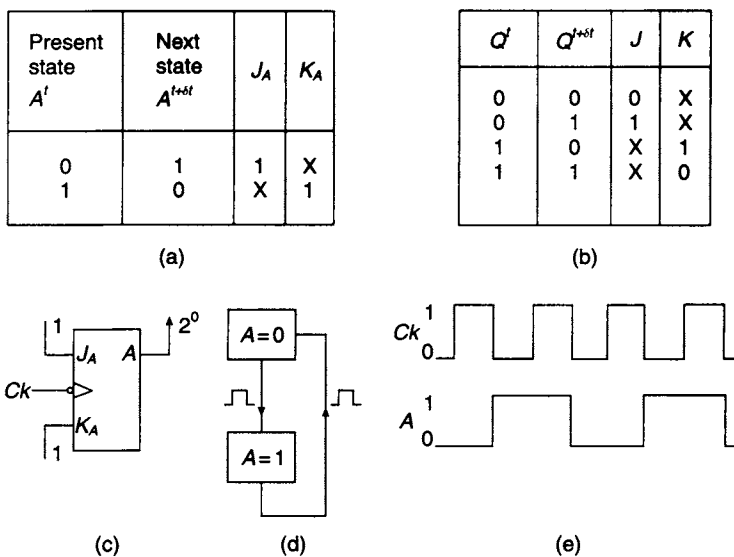 Present state A^t | Next state A^{t+δt} | J_A | K_A
0 | 1 | 1 | X
1 | 0 | X | 1
(a)
Q^t | Q^{t+δt} | J | K
0 | 0 | 0 | X
0 | 1 | 1 | X
1 | 0 | X | 1
1 | 1 | X | 0
(b)
1
J_A A 2^0
Ck
K_A
1
(c)
A=0
A=1
(d)
1
Ck
0
1
A
0
(e)